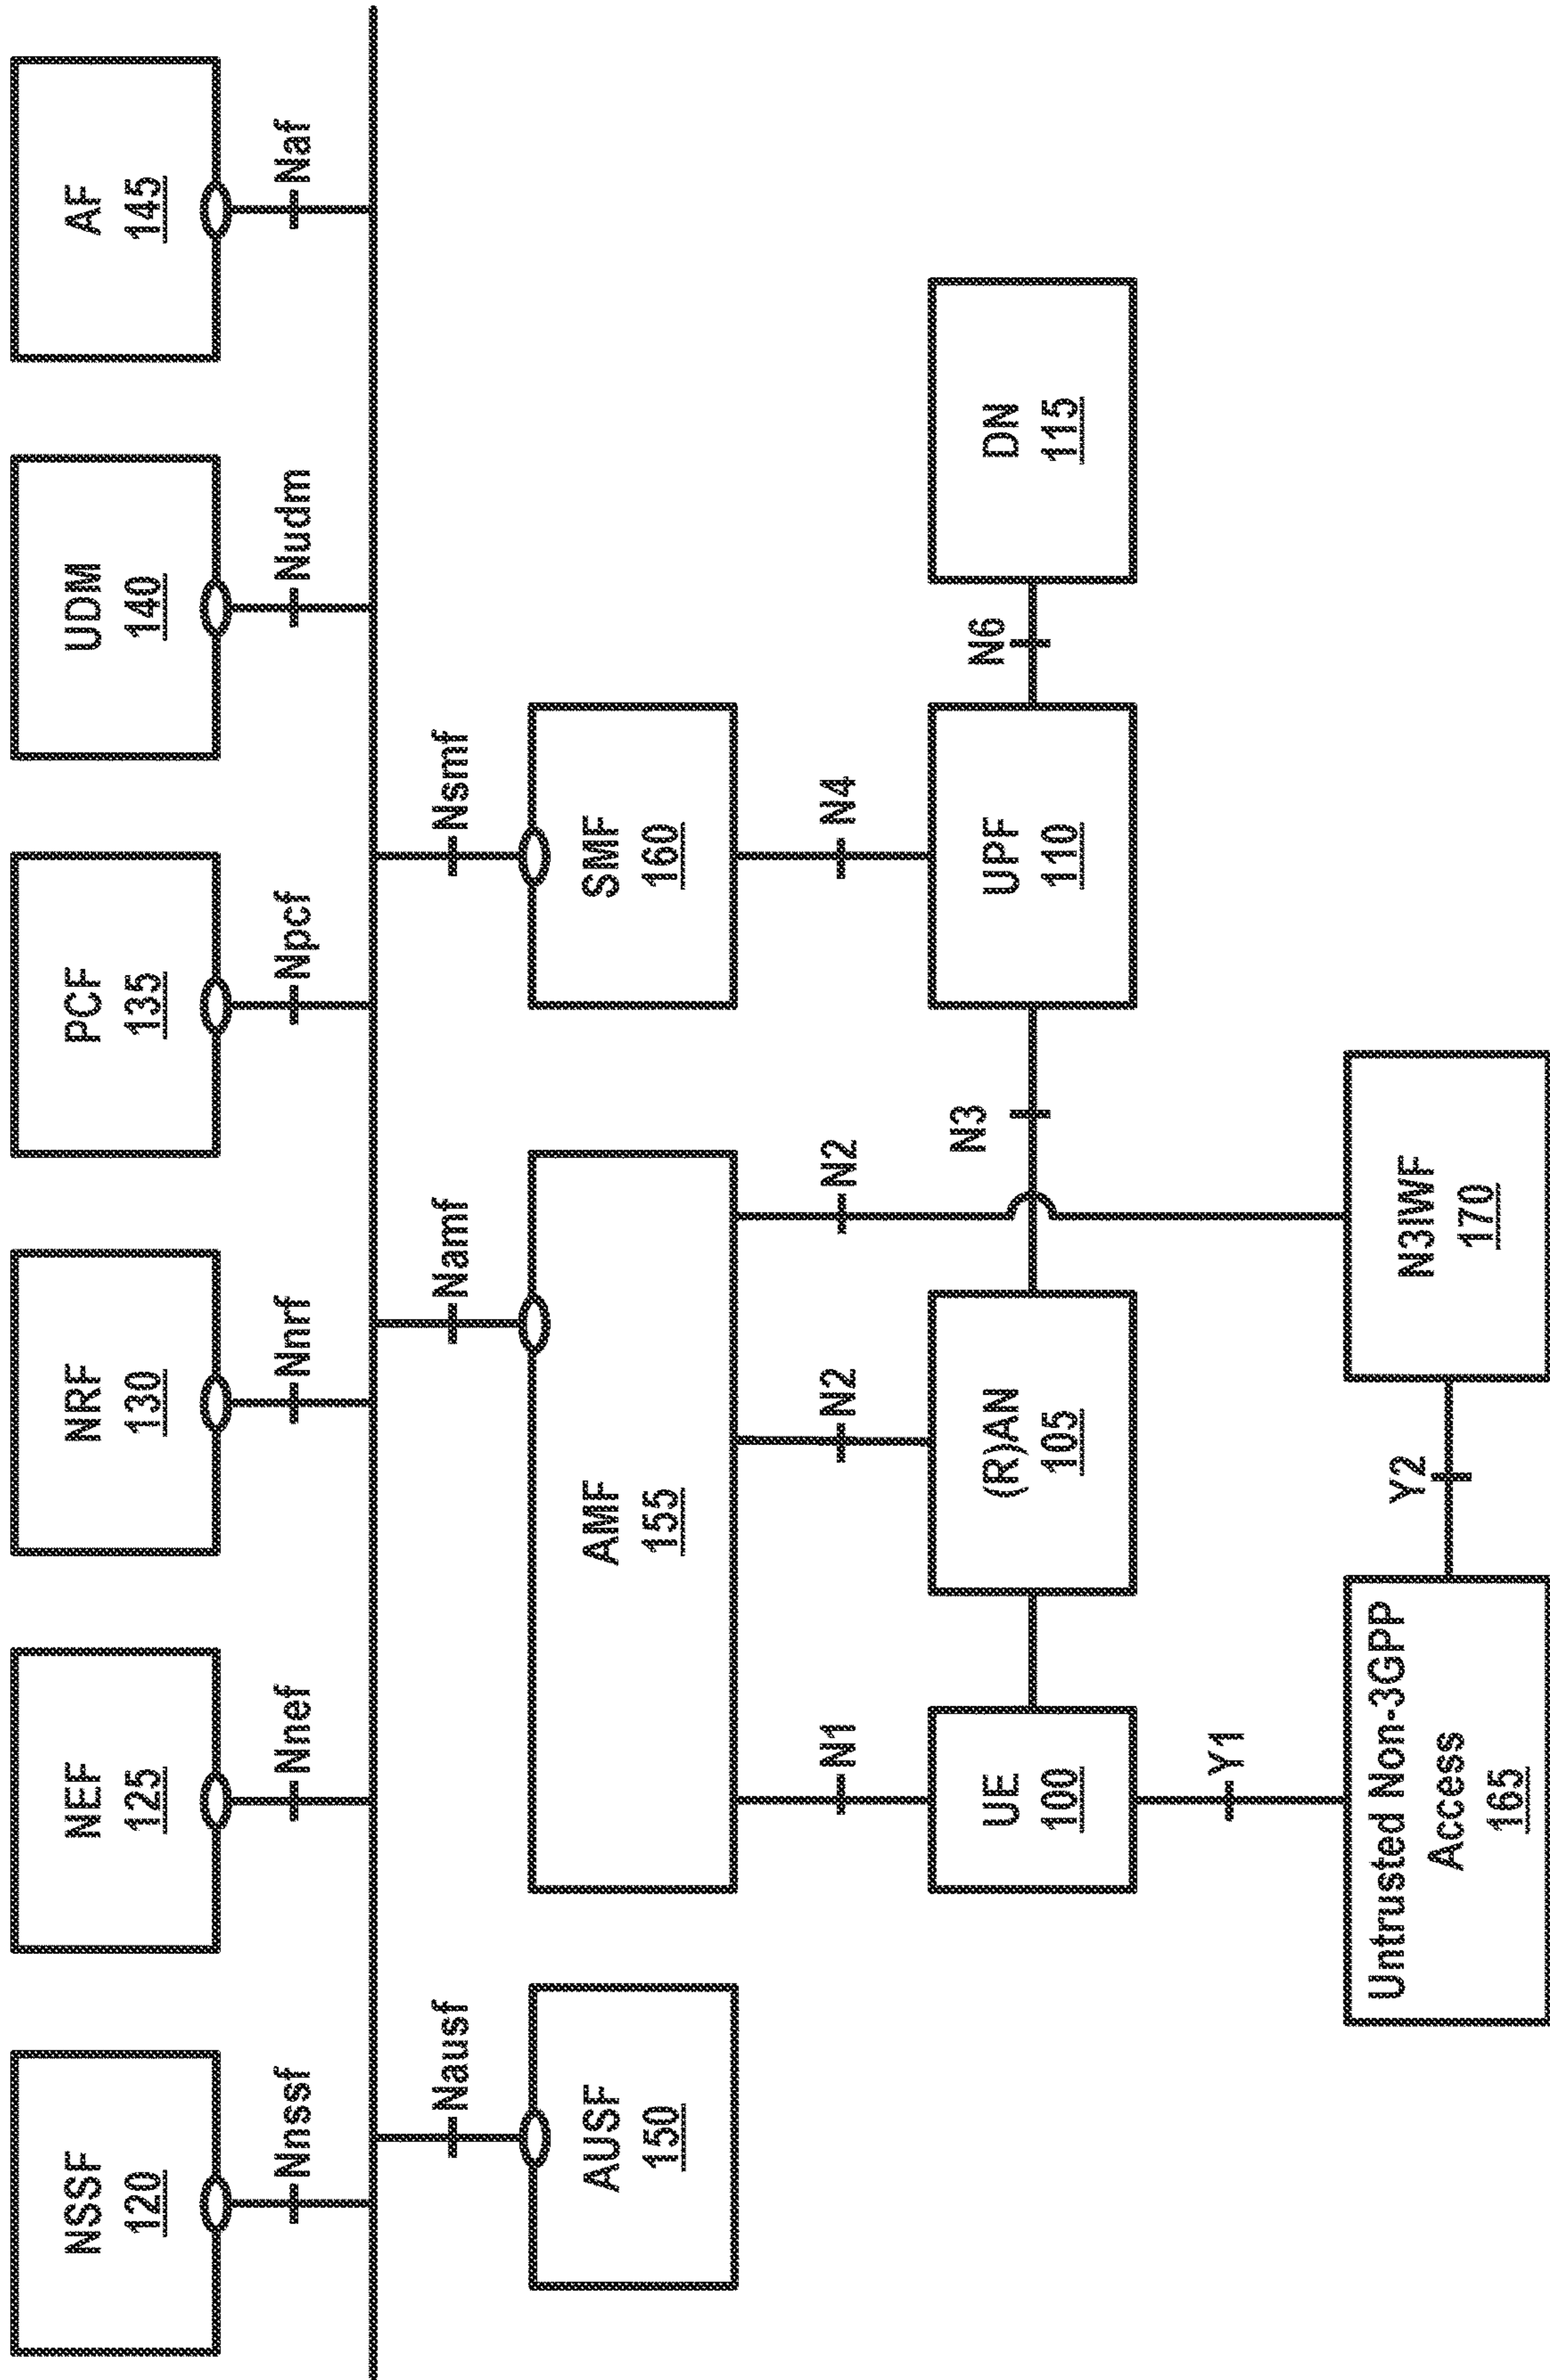 NSSF
120
NEF
125
NRF
130
PCF
135
UDM
140
AF
145
Nnssf
Nnef
Nnrf
Npcf
Nudm
Naf
Nausf
Namf
Nsmf
AUSF
150
AMF
155
SMF
160
N1
N2
N2
N4
UE
100
(R)AN
105
N3
UPF
110
N6
DN
115
Y1
Untrusted Non-3GPP
Access
165
Y2
N3IWF
170